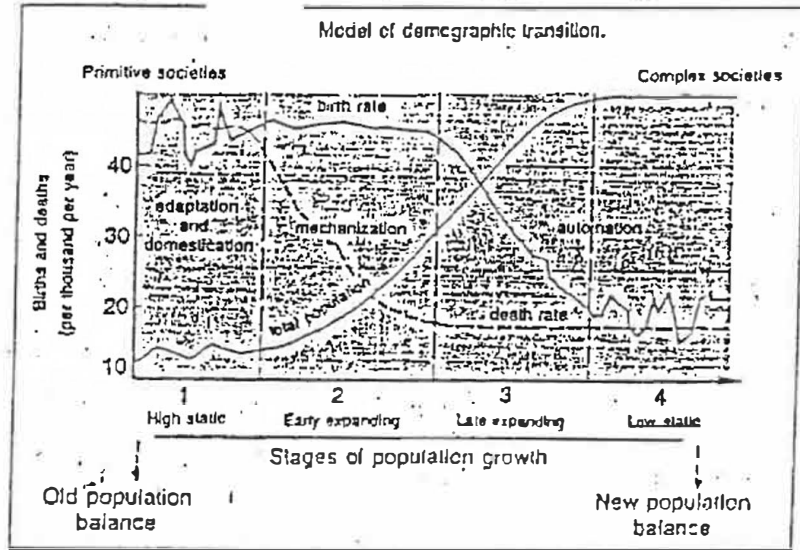 Model of demographic transition.
Primitive societies
Complex societies
birth rate
40
adaptation
and
domestication
mechanization
automation
Births and deaths
(per thousand per year)
30
20
total population
death rate
10
1
2
3
4
High static
Early expanding
Late expanding
Low static
Stages of population growth
Old population
balance
New population
balance